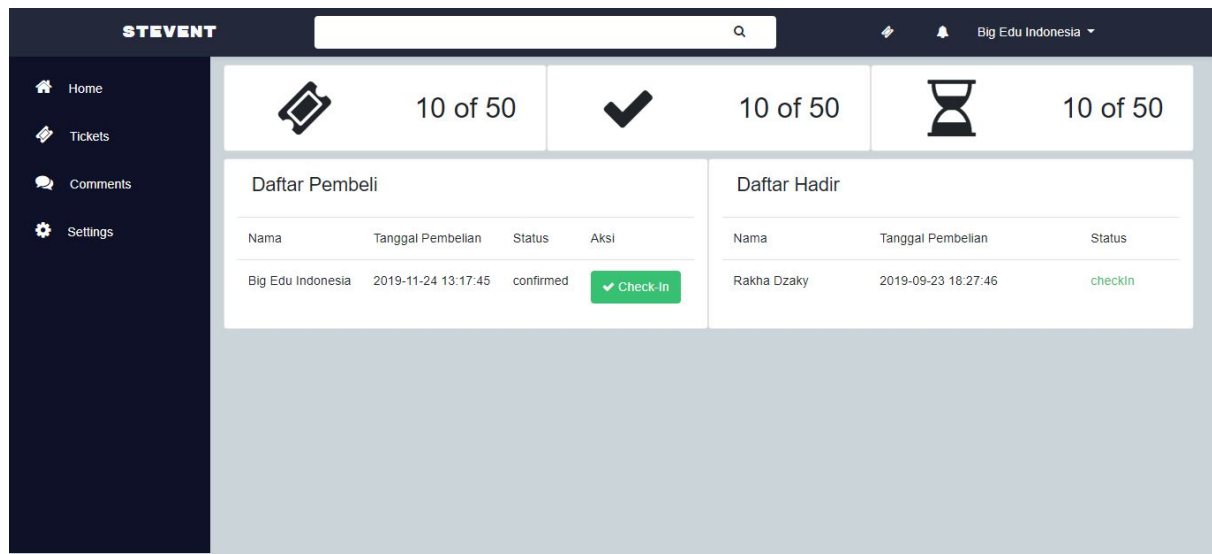 STEVENT
Big Edu Indonesia
Home
Tickets
Comments
Settings
10 of 50
10 of 50
10 of 50
Daftar Pembeli
Nama Tanggal Pembelian Status Aksi
Big Edu Indonesia 2019-11-24 13:17:45 confirmed Check-In
Daftar Hadir
Nama Tanggal Pembelian Status
Rakha Dzaky 2019-09-23 18:27:46 checkIn